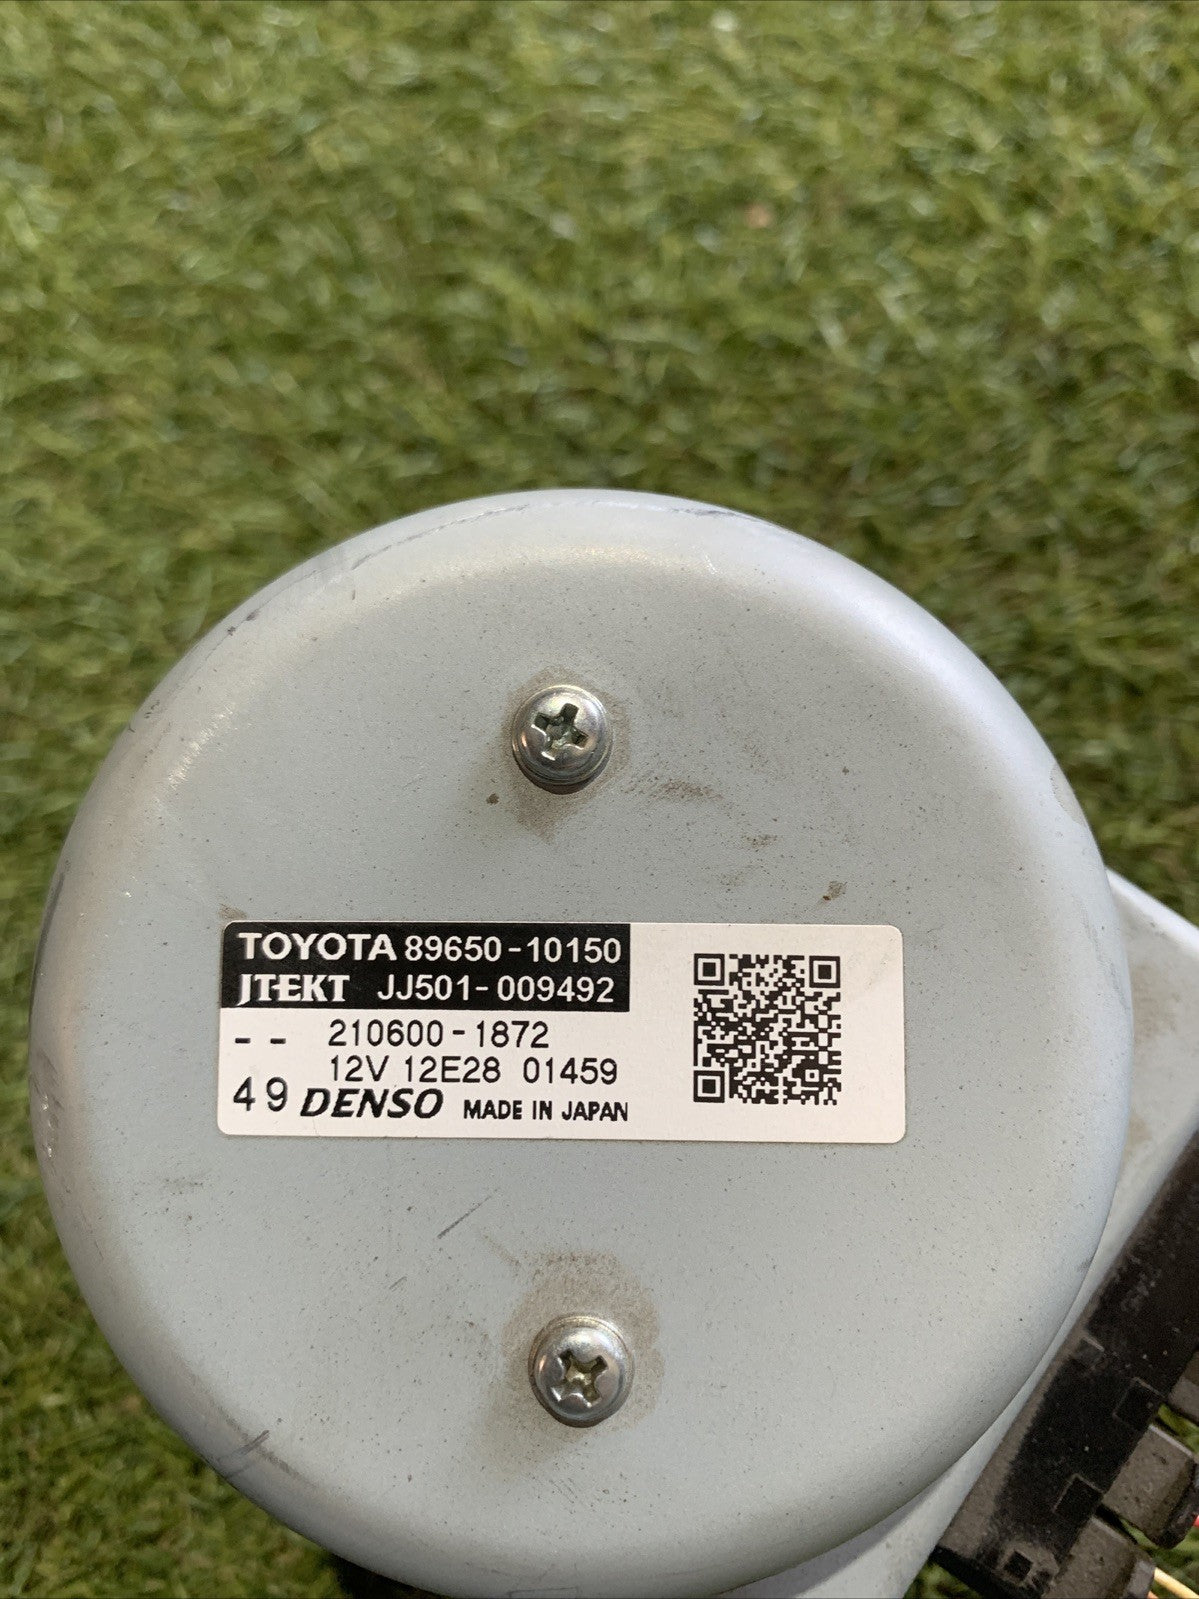 TOYOTA 89650-10150
JTEKT JJ501-009492
-- 210600-1872
12V 12E28 01459
49 DENSO MADE IN JAPAN